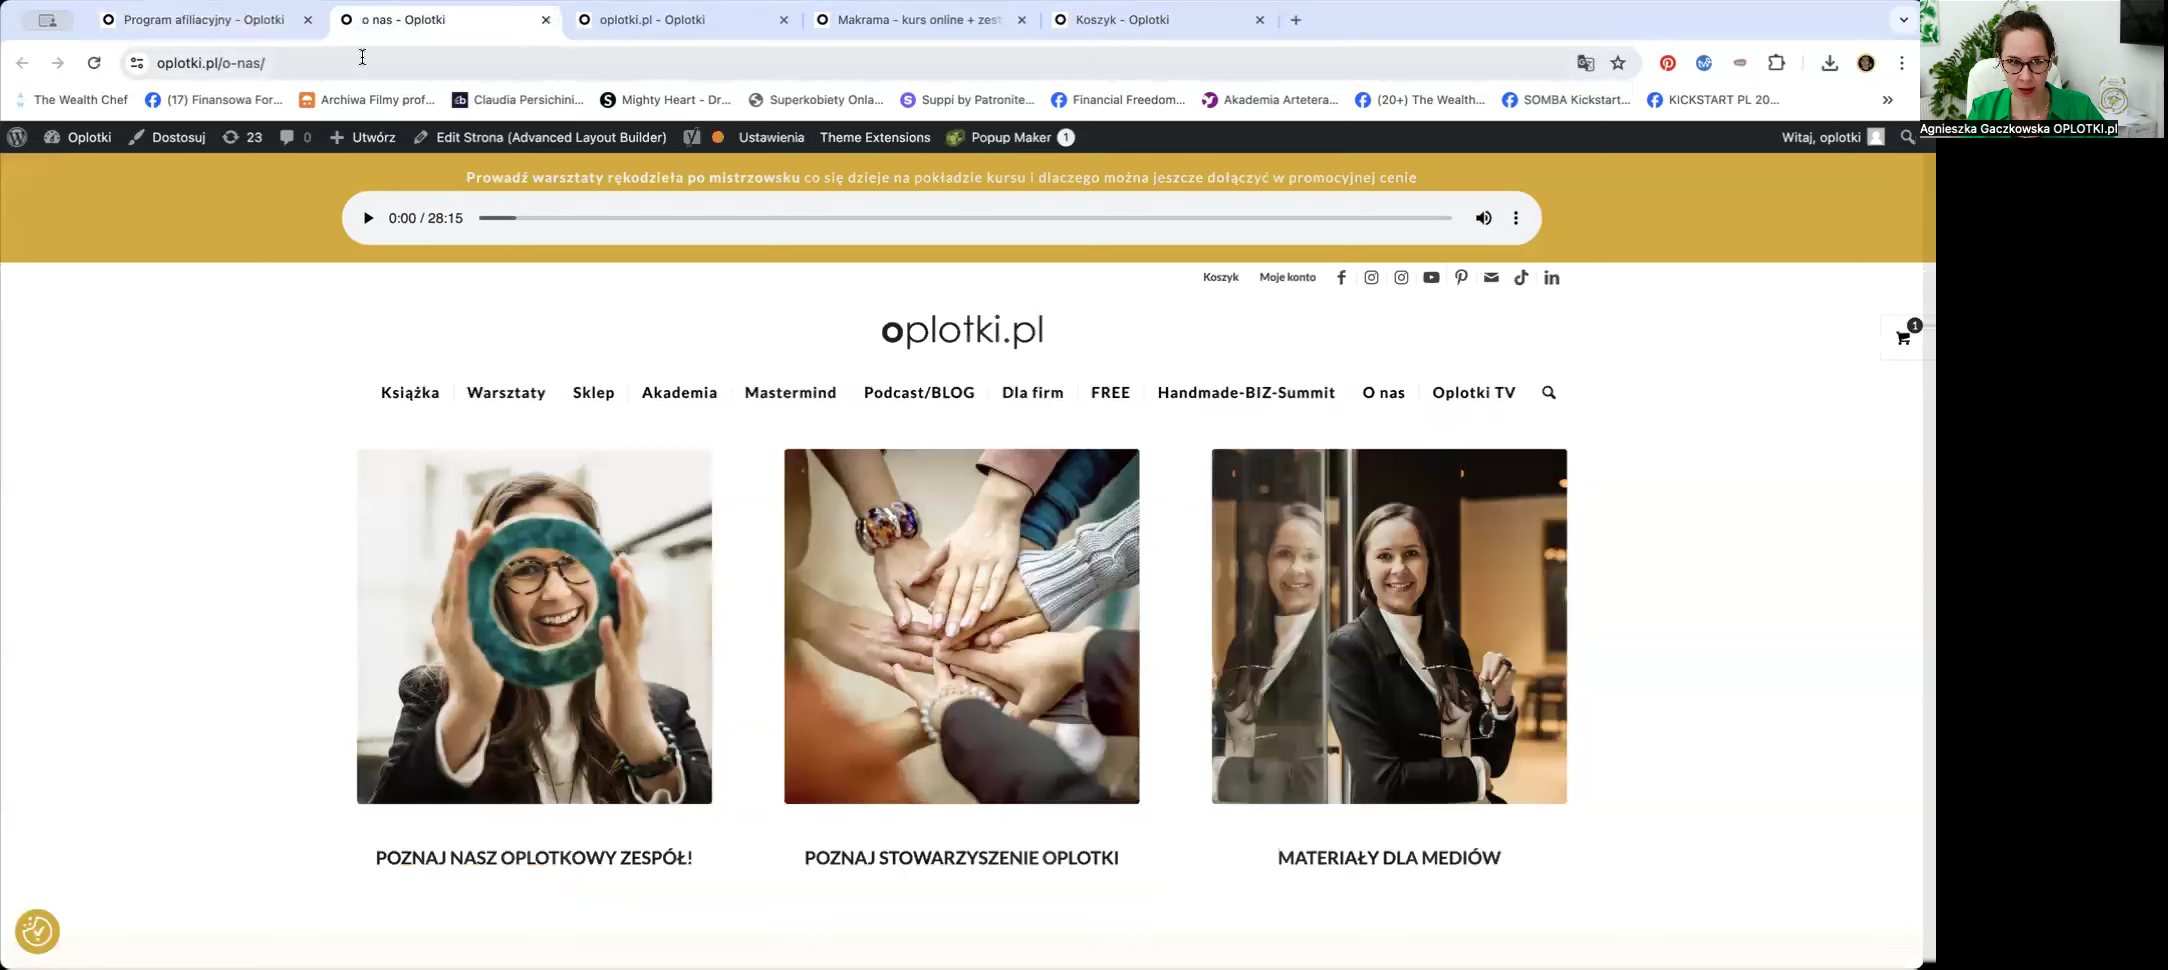 Program afiliacyjny - Oplotki
o nas - Oplotki
oplotki.pl - Oplotki
Makrama - kurs online + zes
Koszyk - Oplotki
oplotki.pl/o-nas/
The Wealth Chef
(17) Finansowa For...
Archiwa Filmy prof...
Claudia Persichini...
Mighty Heart - Dr...
Superkobiety Onla...
Suppi by Patronite...
Financial Freedom...
Akademia Artetera...
(20+) The Wealth...
SOMBA Kickstart...
KICKSTART PL 20...
Agnieszka Gaczkowska OPLOTKI.pl
Oplotki
Dostosuj
23
0
Utwórz
Edit Strona (Advanced Layout Builder)
Ustawienia
Theme Extensions
Popup Maker 1
Witaj, oplotki
Prowadź warsztaty rękodzieła po mistrzowsku co się dzieje na pokładzie kursu i dlaczego można jeszcze dołączyć w promocyjnej cenie
0:00 / 28:15
Koszyk
Moje konto
oplotki.pl
1
Książka
Warsztaty
Sklep
Akademia
Mastermind
Podcast/BLOG
Dla firm
FREE
Handmade-BIZ-Summit
O nas
Oplotki TV
POZNAJ NASZ OPLOTKOWY ZESPÓŁ!
POZNAJ STOWARZYSZENIE OPLOTKI
MATERIAŁY DLA MEDIÓW